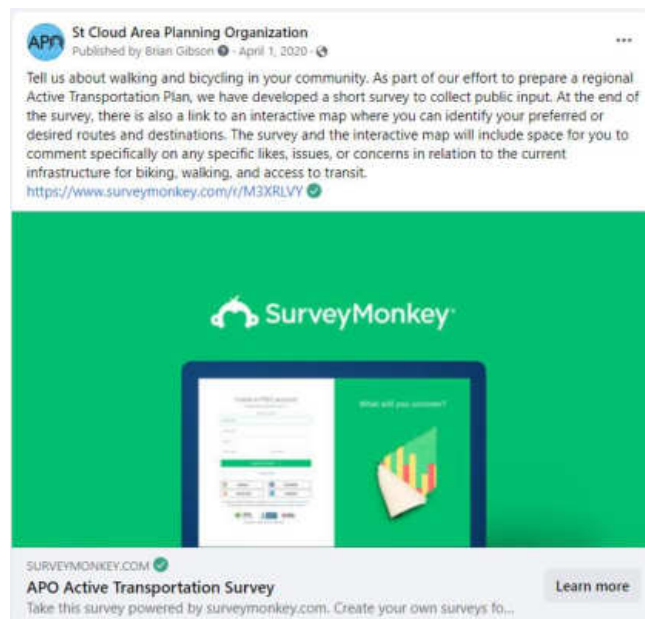 St Cloud Area Planning Organization
APO
Published by Brian Gibson · April 1, 2020 ·
Tell us about walking and bicycling in your community. As part of our effort to prepare a regional
Active Transportation Plan, we have developed a short survey to collect public input. At the end of
the survey, there is also a link to an interactive map where you can identify your preferred or
desired routes and destinations. The survey and the interactive map will include space for you to
comment specifically on any specific likes, issues, or concerns in relation to the current
infrastructure for biking, walking, and access to transit.
https://www.surveymonkey.com/r/M3XRLVY
SurveyMonkey
What will you uncover?
SURVEYMONKEY.COM
APO Active Transportation Survey
Learn more
Take this survey powered by surveymonkey.com. Create your own surveys fo...